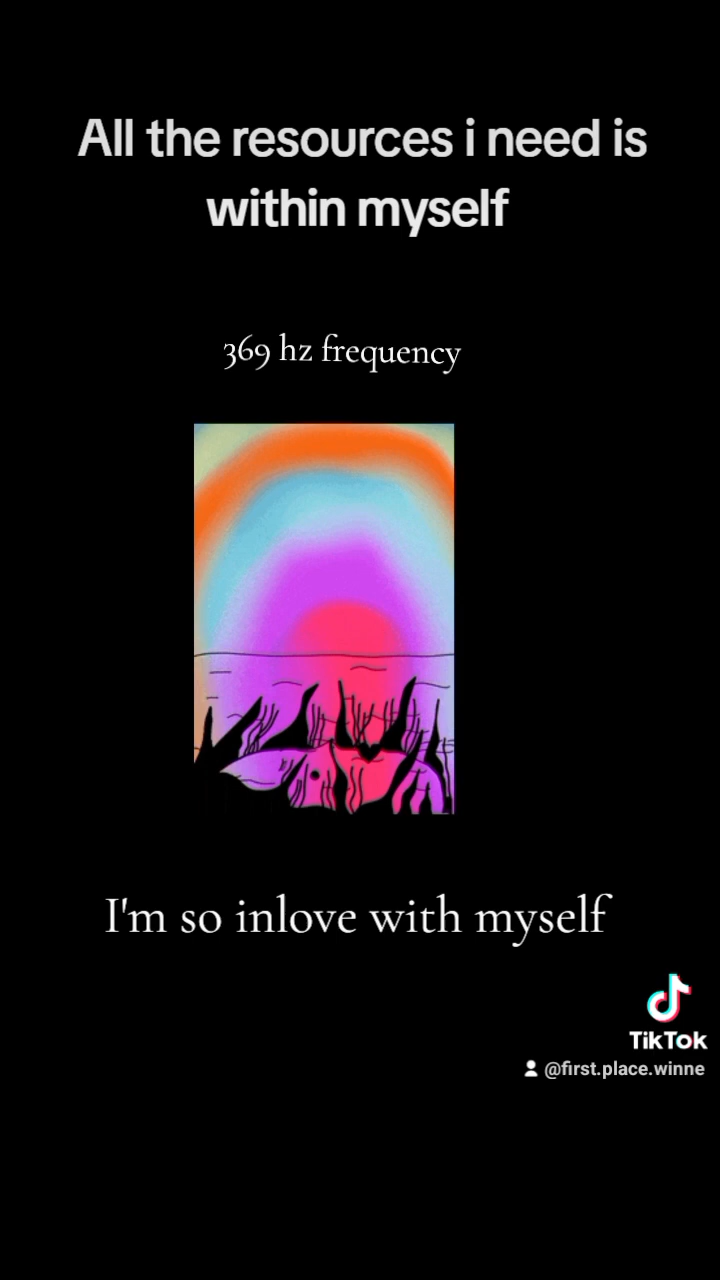 All the resources i need is
within myself
369 hz frequency
I'm so inlove with myself
TikTok
@first.place.winne